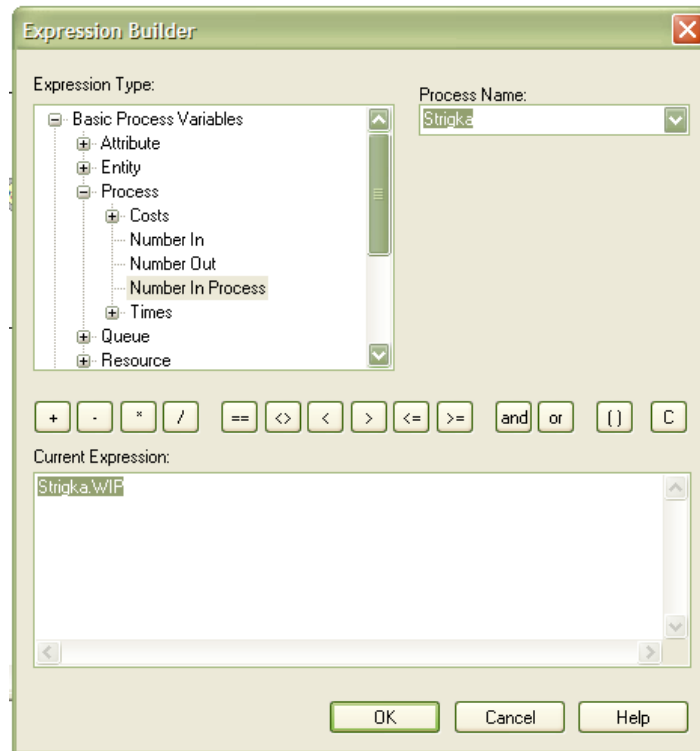 Expression Builder
Expression Type:
Process Name:
Basic Process Variables
Strigka
Attribute
Entity
Process
Costs
Number In
Number Out
Number In Process
Times
Queue
Resource
+ - * / == <> < > <= >= and or () C
Current Expression:
Strigka.WIP
OK Cancel Help